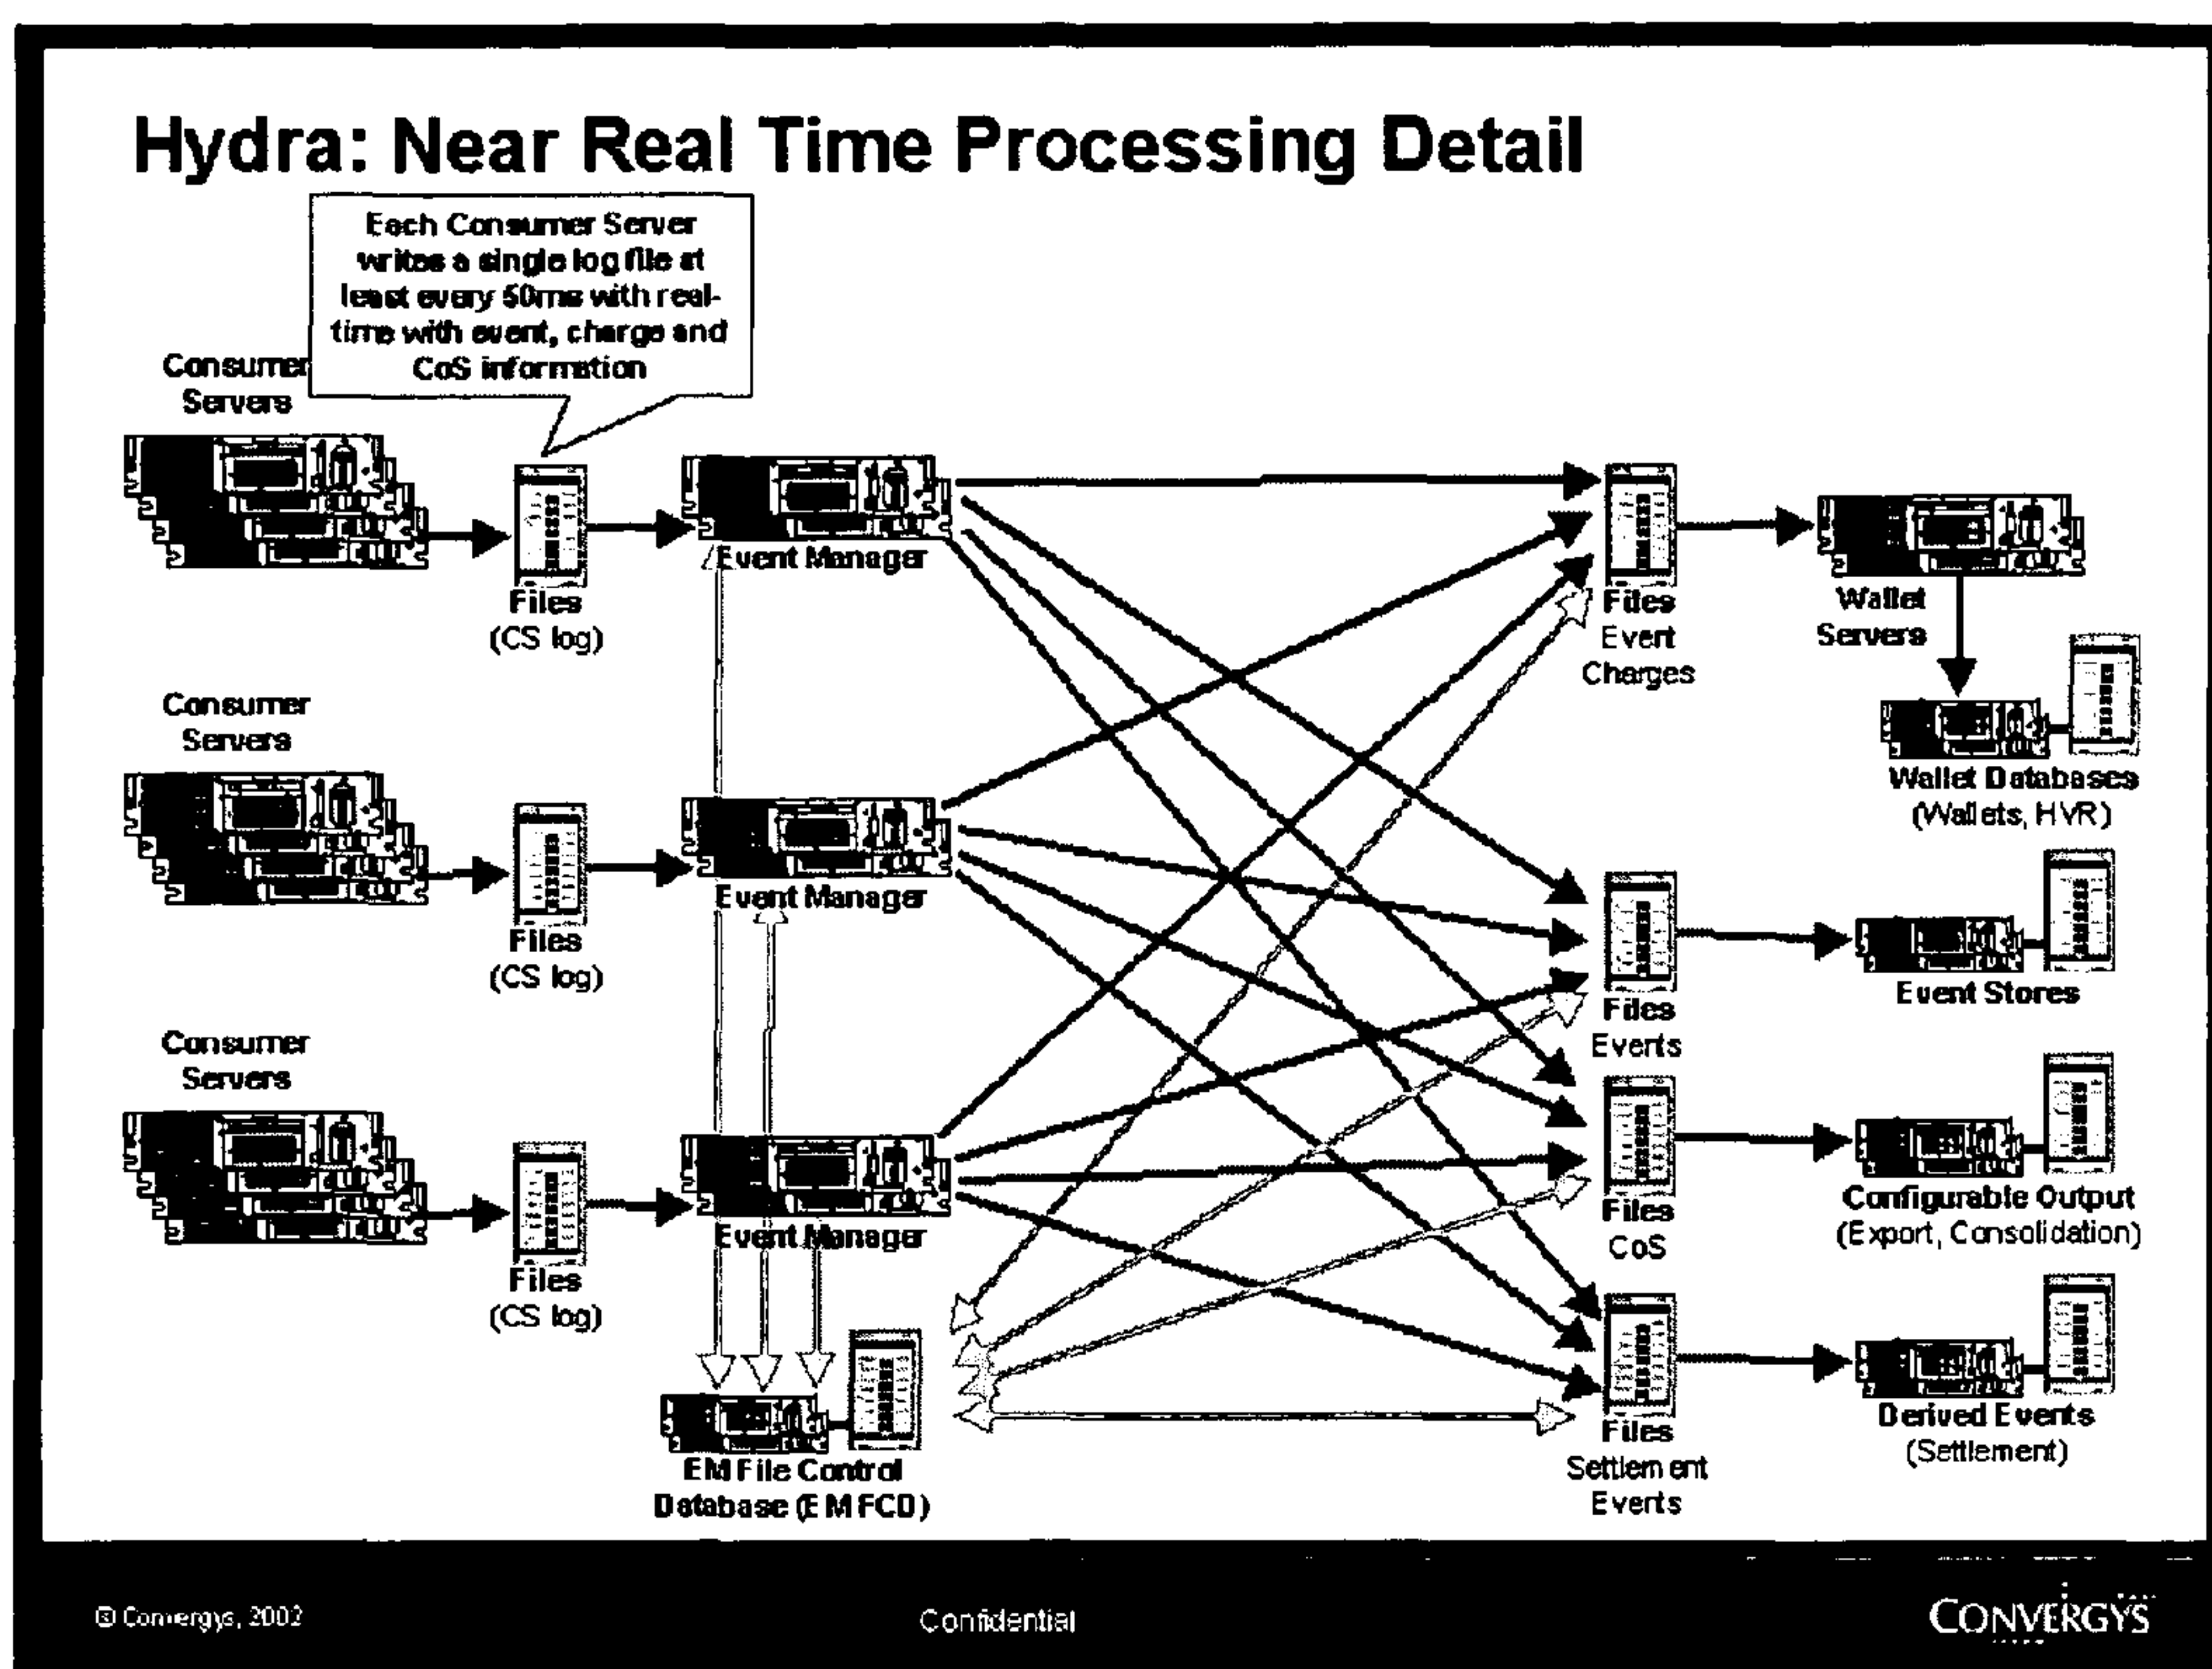 Hydra: Near Real Time Processing Detail
Each Consumer Server
writes a single log file at
least every 50ms with real-
time with event, charge and
CoS information
Consumer
Servers
Files
(CS log)
Event Manager
Files
Event
Charges
Wallet
Servers
Wallet Databases
(Wallets, HVR)
Consumer
Servers
Files
(CS log)
Event Manager
Files
Events
Event Stores
Consumer
Servers
Files
(CS log)
Event Manager
Files
CoS
Configurable Output
(Export, Consolidation)
EM File Control
Database (EMFCD)
Files
Settlement
Events
Derived Events
(Settlement)
© Convergys, 2002
Confidential
CONVERGYS